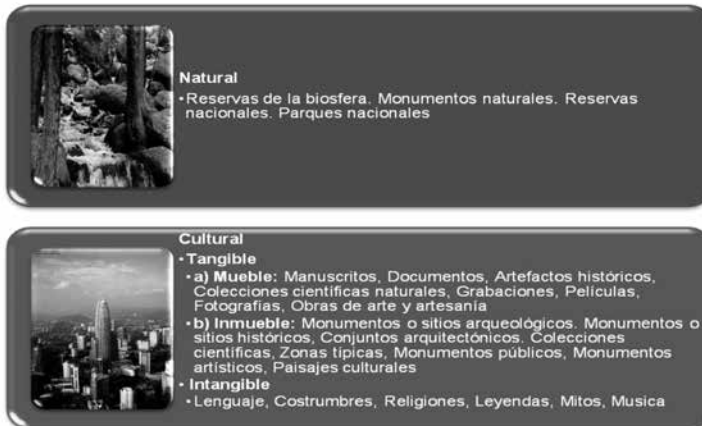 Natural
•Reservas de la biosfera. Monumentos naturales. Reservas
nacionales. Parques nacionales
Cultural
•Tangible
•a) Mueble: Manuscritos, Documentos, Artefactos históricos,
Colecciones científicas naturales, Grabaciones, Películas,
Fotografías, Obras de arte y artesanía
•b) Inmueble: Monumentos o sitios arqueológicos. Monumentos o
sitios históricos, Conjuntos arquitectónicos. Colecciones
científicas, Zonas típicas, Monumentos públicos, Monumentos
artísticos, Paisajes culturales
• Intangible
•Lenguaje, Costrumbres, Religiones, Leyendas, Mitos, Musica